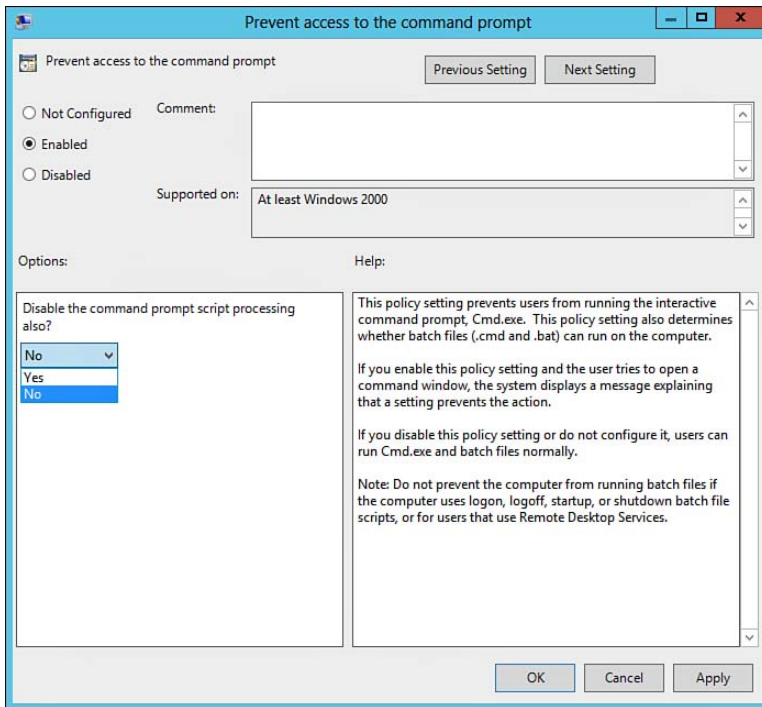 Prevent access to the command prompt
x
Prevent access to the command prompt
Previous Setting
Next Setting
Not Configured
Comment:
Enabled
Disabled
Supported on:
At least Windows 2000
Options:
Help:
Disable the command prompt script processing
also?
No
Yes
No
This policy setting prevents users from running the interactive
command prompt, Cmd.exe.  This policy setting also determines
whether batch files (.cmd and .bat) can run on the computer.
If you enable this policy setting and the user tries to open a
command window, the system displays a message explaining
that a setting prevents the action.
If you disable this policy setting or do not configure it, users can
run Cmd.exe and batch files normally.
Note: Do not prevent the computer from running batch files if
the computer uses logon, logoff, startup, or shutdown batch file
scripts, or for users that use Remote Desktop Services.
OK
Cancel
Apply